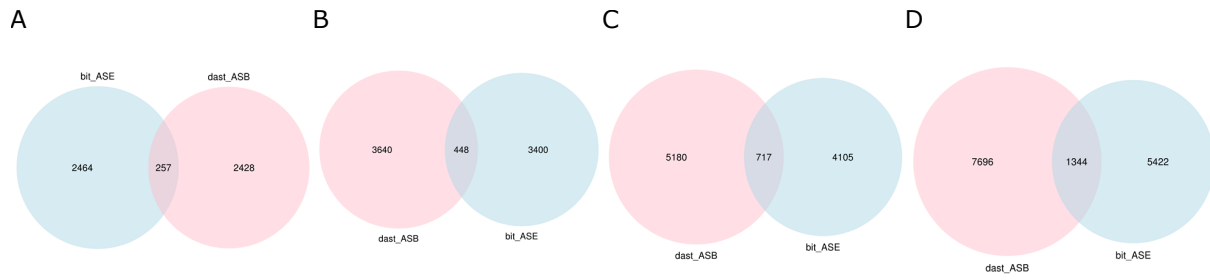 A
bit_ASE
dast_ASB
2464
257
2428
B
3640
448
3400
dast_ASB
bit_ASE
C
5180
717
4105
dast_ASB
bit_ASE
D
7696
1344
5422
dast_ASB
bit_ASE